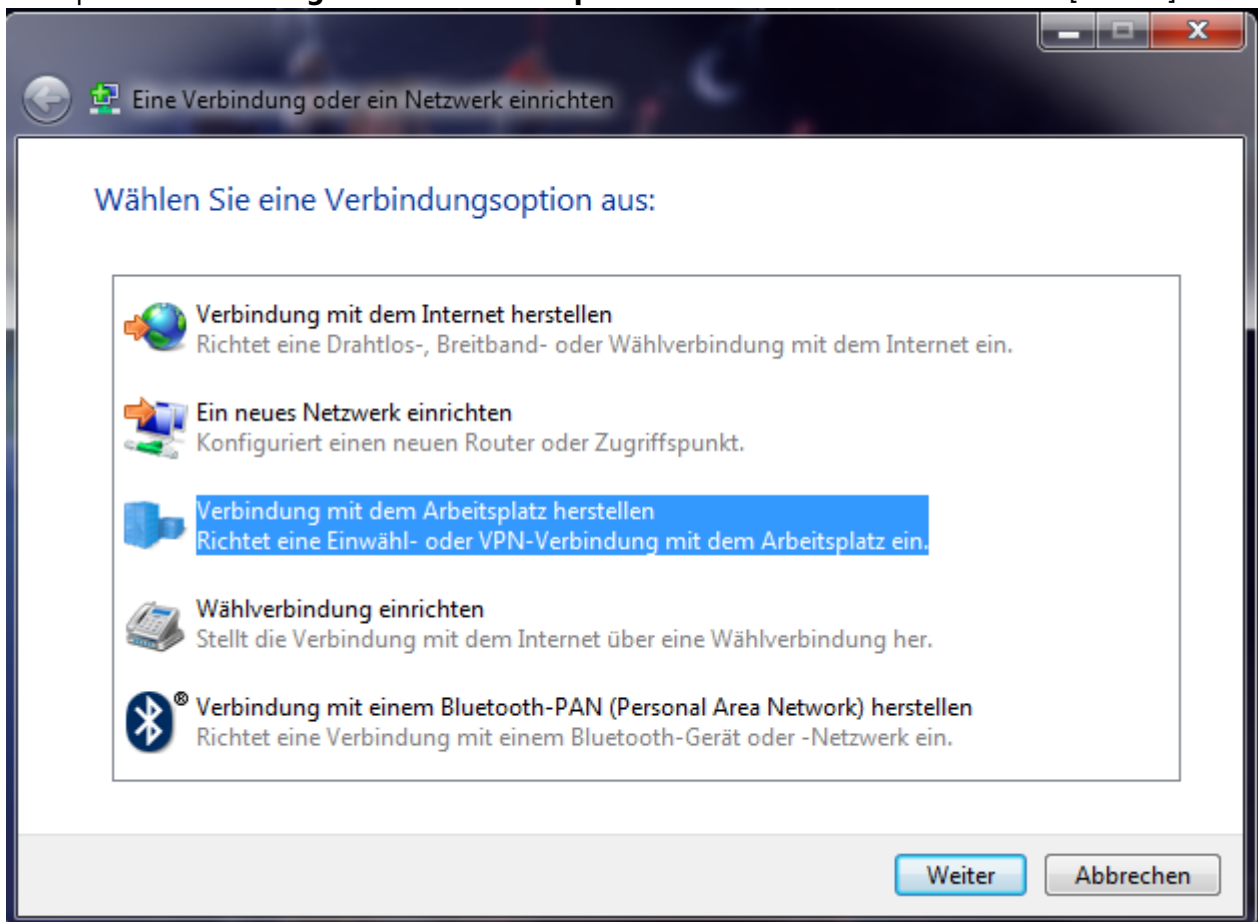 Eine Verbindung oder ein Netzwerk einrichten
Wählen Sie eine Verbindungsoption aus:
Verbindung mit dem Internet herstellen
Richtet eine Drahtlos-, Breitband- oder Wählverbindung mit dem Internet ein.
Ein neues Netzwerk einrichten
Konfiguriert einen neuen Router oder Zugriffspunkt.
Verbindung mit dem Arbeitsplatz herstellen
Richtet eine Einwähl- oder VPN-Verbindung mit dem Arbeitsplatz ein.
Wählverbindung einrichten
Stellt die Verbindung mit dem Internet über eine Wählverbindung her.
® Verbindung mit einem Bluetooth-PAN (Personal Area Network) herstellen
Richtet eine Verbindung mit einem Bluetooth-Gerät oder -Netzwerk ein.
Weiter Abbrechen